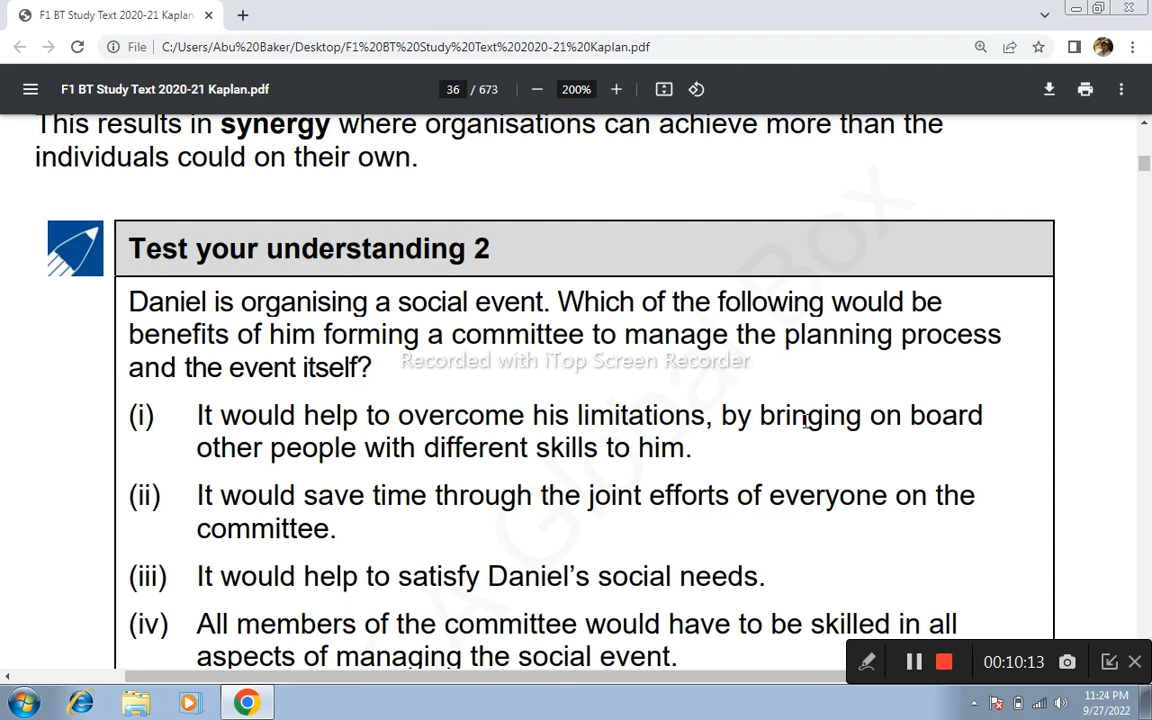 F1 BT Study Text 2020-21 Kaplan
File C:/Users/Abu%20Baker/Desktop/F1%20BT%20Study%20Text%202020-21%20Kaplan.pdf
F1 BT Study Text 2020-21 Kaplan.pdf 36 / 673 200%
This results in synergy where organisations can achieve more than the
individuals could on their own.
Test your understanding 2
Daniel is organising a social event. Which of the following would be
benefits of him forming a committee to manage the planning process
and the event itself?
Recorded with iTop Screen Recorder
(i) It would help to overcome his limitations, by bringing on board
other people with different skills to him.
(ii) It would save time through the joint efforts of everyone on the
committee.
(iii) It would help to satisfy Daniel's social needs.
(iv) All members of the committee would have to be skilled in all
aspects of managing the social event.
A Global Box
00:10:13
11:24 PM
9/27/2022